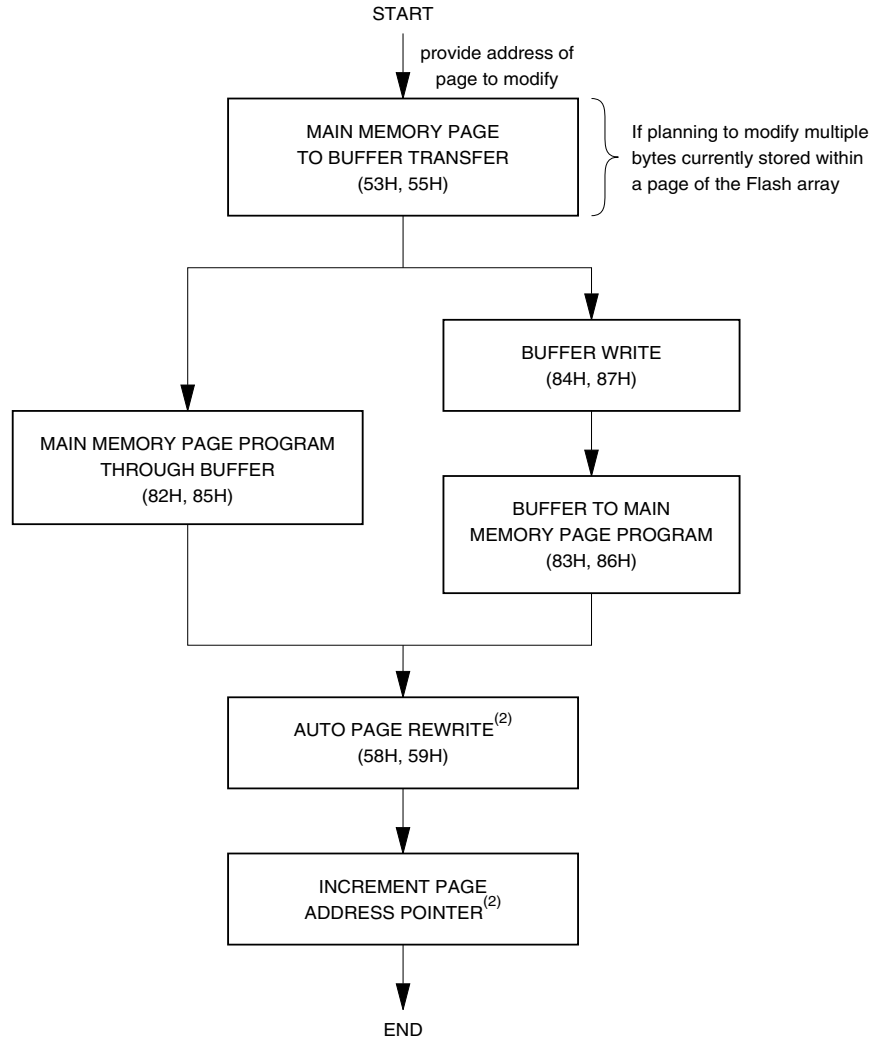 START
provide address of
page to modify
MAIN MEMORY PAGE
TO BUFFER TRANSFER
(53H, 55H)
If planning to modify multiple
bytes currently stored within
a page of the Flash array
BUFFER WRITE
(84H, 87H)
MAIN MEMORY PAGE PROGRAM
THROUGH BUFFER
(82H, 85H)
BUFFER TO MAIN
MEMORY PAGE PROGRAM
(83H, 86H)
AUTO PAGE REWRITE(2)
(58H, 59H)
INCREMENT PAGE
ADDRESS POINTER(2)
END